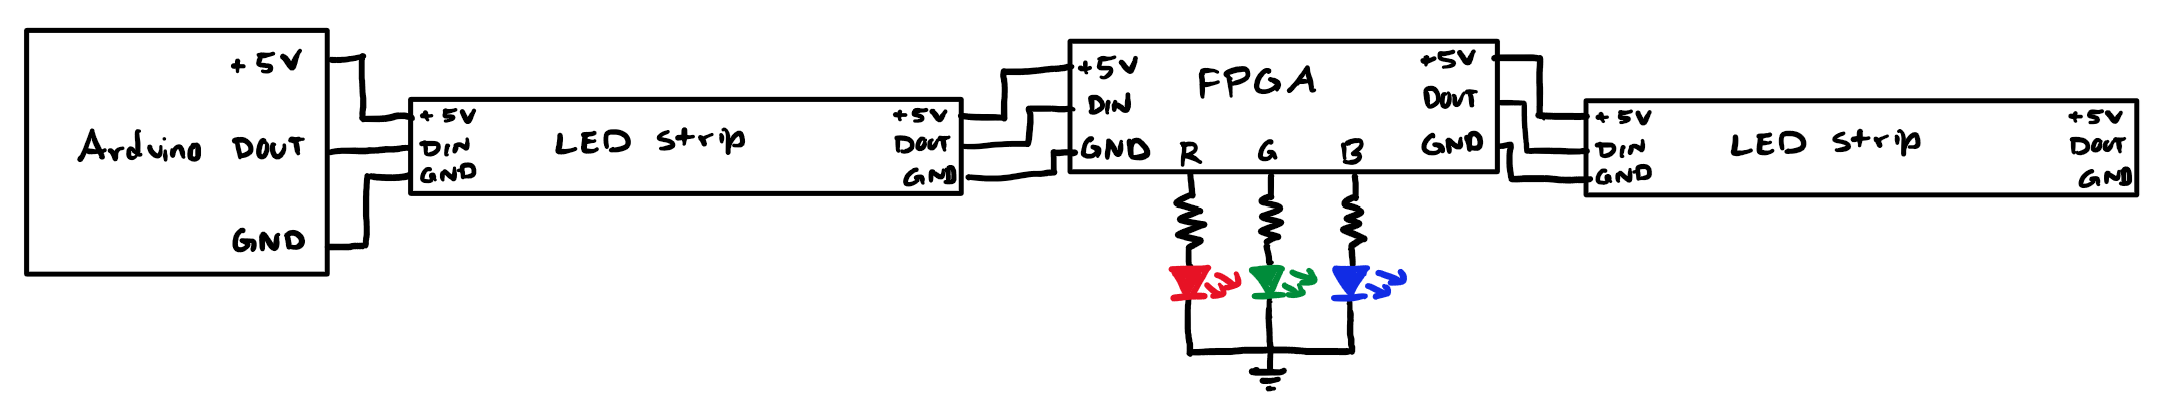 Arduino
+5V
DOUT
GND
+5V
DIN
GND
LED strip
+5V
DOUT
GND
FPGA
+5V
DIN
GND
R G B
+5V
DOUT
GND
+5V
DIN
GND
LED strip
+5V
DOUT
GND